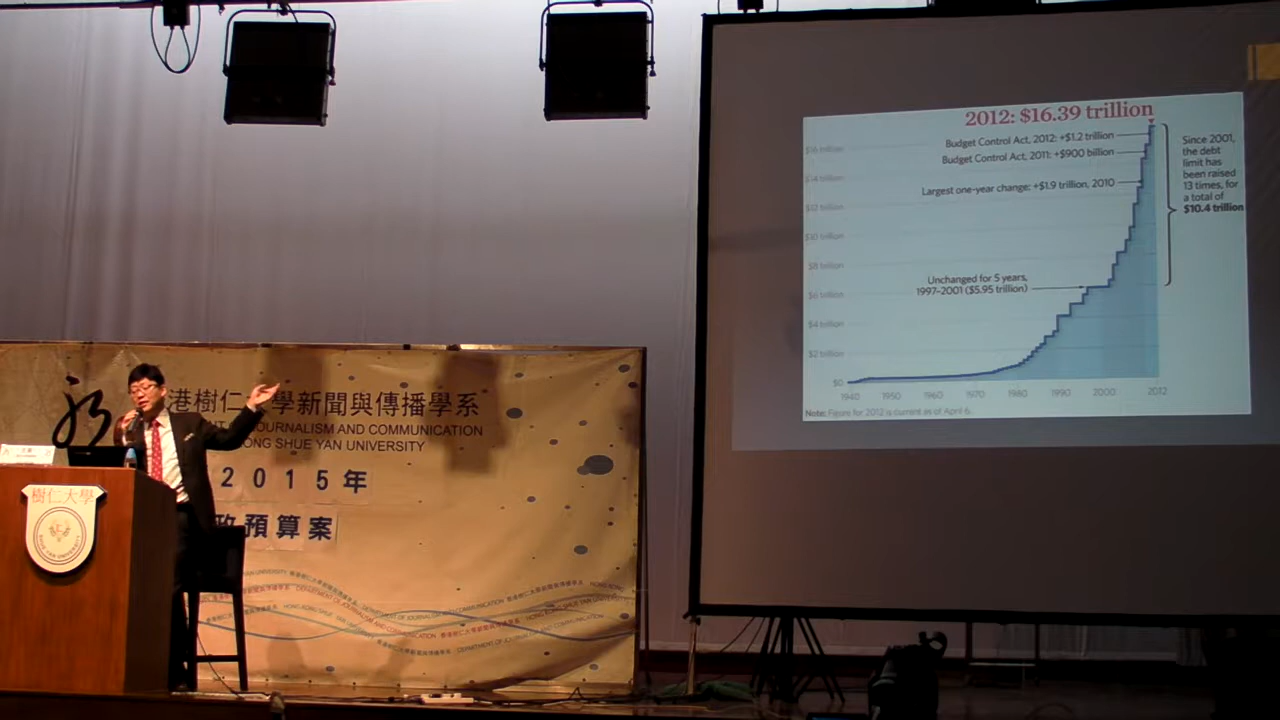 2012: $16.39 trillion
Budget Control Act, 2012: +$1.2 trillion
Budget Control Act, 2011: +$900 billion
Largest one-year change: +$1.9 trillion, 2010
Unchanged for 5 years,
1997–2001 ($5.95 trillion)
Since 2001,
the debt
limit has
been raised
13 times, for
a total of
$10.4 trillion
$16 trillion
$14 trillion
$12 trillion
$10 trillion
$8 trillion
$6 trillion
$4 trillion
$2 trillion
$0
1940 1950 1960 1970 1980 1990 2000 2012
Note: Figure for 2012 is current as of April 6.
港樹仁 學新聞與傳播學系
OF JOURNALISM AND COMMUNICATION
ONG SHUE YAN UNIVERSITY
2015年
政預算案
樹仁大學
SHUE YAN UNIVERSITY